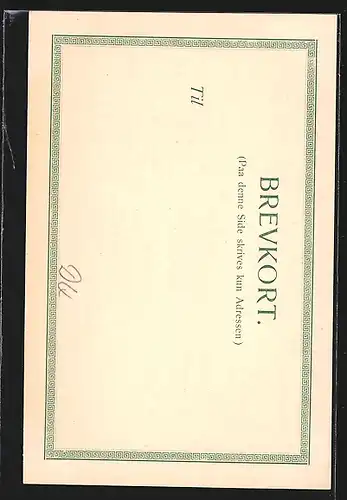 BREVKORT.
(Paa denne Side skrives kun Adressen)
Til